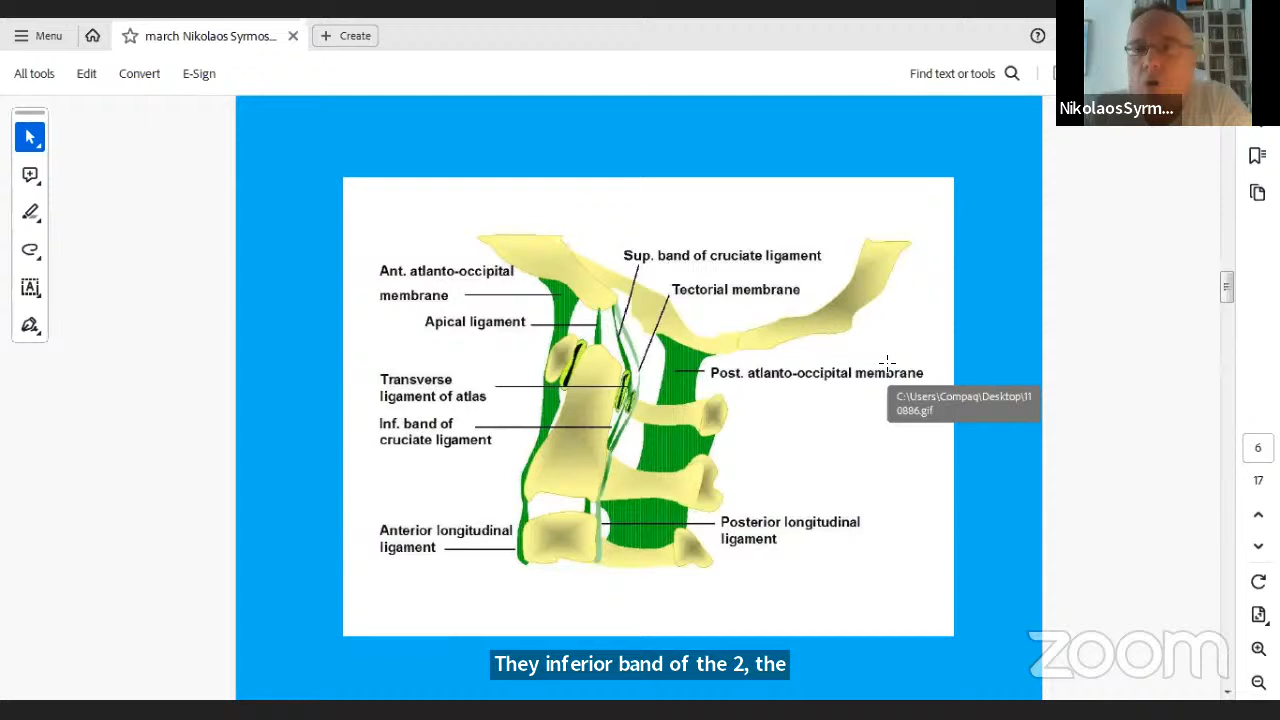 Menu
march Nikolaos Syrmos...
Create
All tools
Edit
Convert
E-Sign
Find text or tools
NikolaosSyrm...
Ant. atlanto-occipital
membrane
Apical ligament
Transverse
ligament of atlas
Inf. band of
cruciate ligament
Anterior longitudinal
ligament
Sup. band of cruciate ligament
Tectorial membrane
Post. atlanto-occipital membrane
C:\Users\Compaq\Desktop\11
0886.gif
Posterior longitudinal
ligament
6
17
They inferior band of the 2, the
zoom